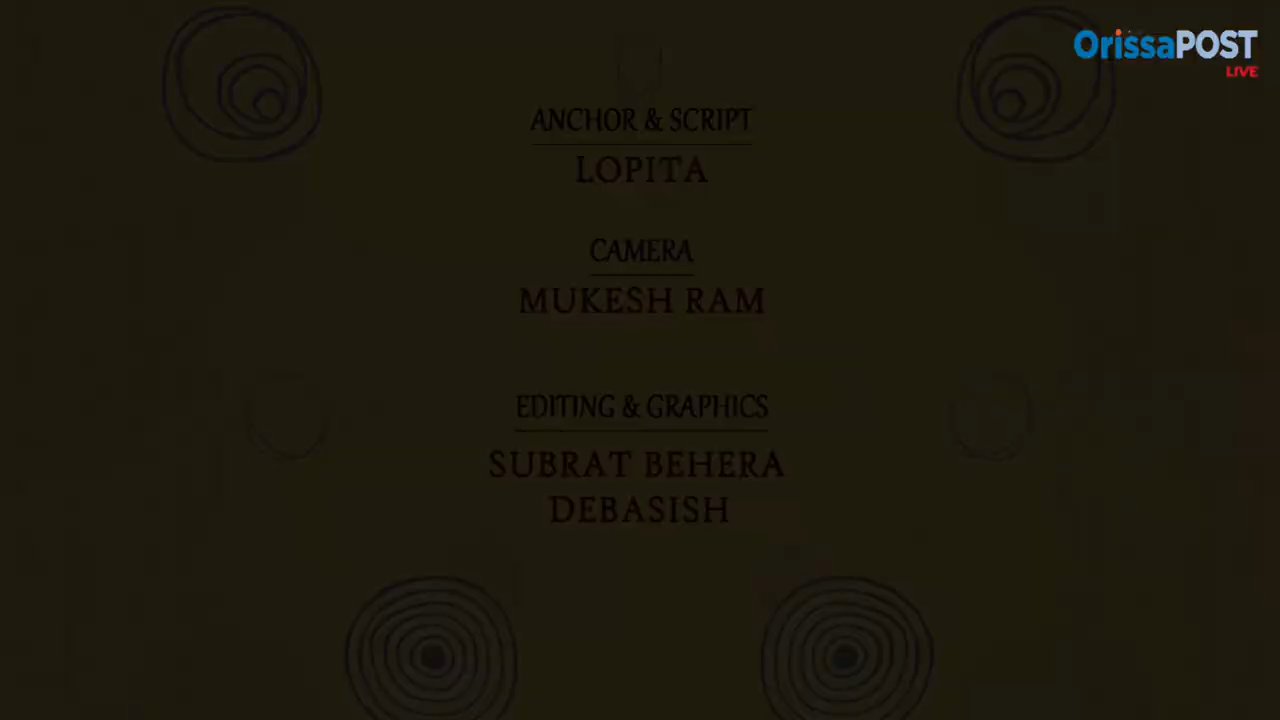 OrissaPOST
LIVE
ANCHOR & SCRIPT
LOPITA
CAMERA
MUKESH RAM
EDITING & GRAPHICS
SUBRAT BEHERA
DEBASISH